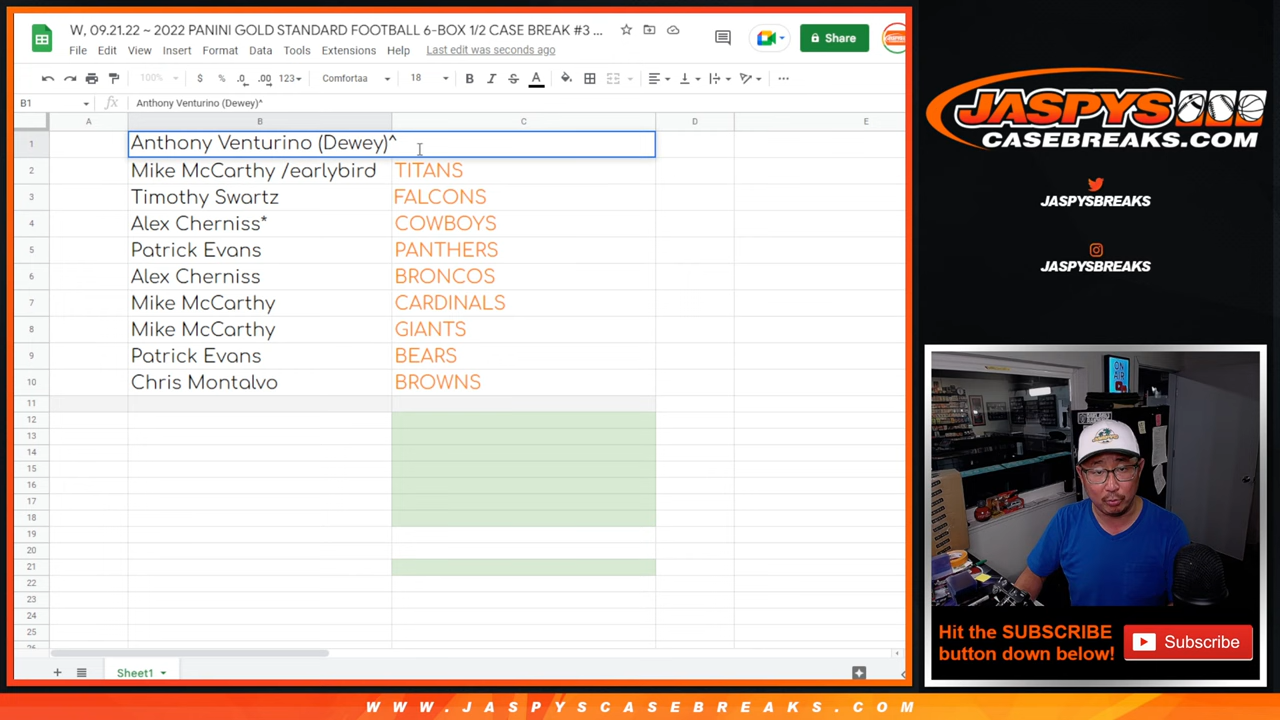 W, 09.21.22 ~ 2022 PANINI GOLD STANDARD FOOTBALL 6-BOX 1/2 CASE BREAK #3 ...
File Edit View Insert Format Data Tools Extensions Help Last edit was seconds ago
Share
100% $ % .0 .00 123 Comfortaa 18 B I S A
B1 fx Anthony Venturino (Dewey)^
A B C D E
1 Anthony Venturino (Dewey)^
2 Mike McCarthy /earlybird TITANS
3 Timothy Swartz FALCONS
4 Alex Cherniss* COWBOYS
5 Patrick Evans PANTHERS
6 Alex Cherniss BRONCOS
7 Mike McCarthy CARDINALS
8 Mike McCarthy GIANTS
9 Patrick Evans BEARS
10 Chris Montalvo BROWNS
11
12
13
14
15
16
17
18
19
20
21
22
23
24
25
Sheet1
JASPYS
CASEBREAKS.COM
JASPYSBREAKS
JASPYSBREAKS
ON AIR
Hit the SUBSCRIBE
button down below!
Subscribe
WWW.JASPYSCASEBREAKS.COM